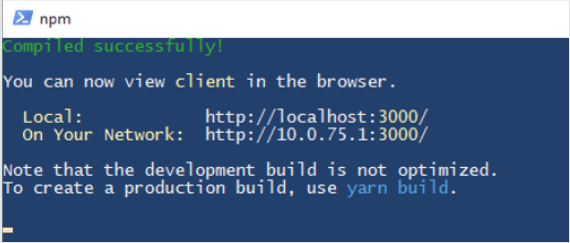 npm
Compiled successfully!
You can now view client in the browser.
Local: http://localhost:3000/
On Your Network: http://10.0.75.1:3000/
Note that the development build is not optimized.
To create a production build, use yarn build.